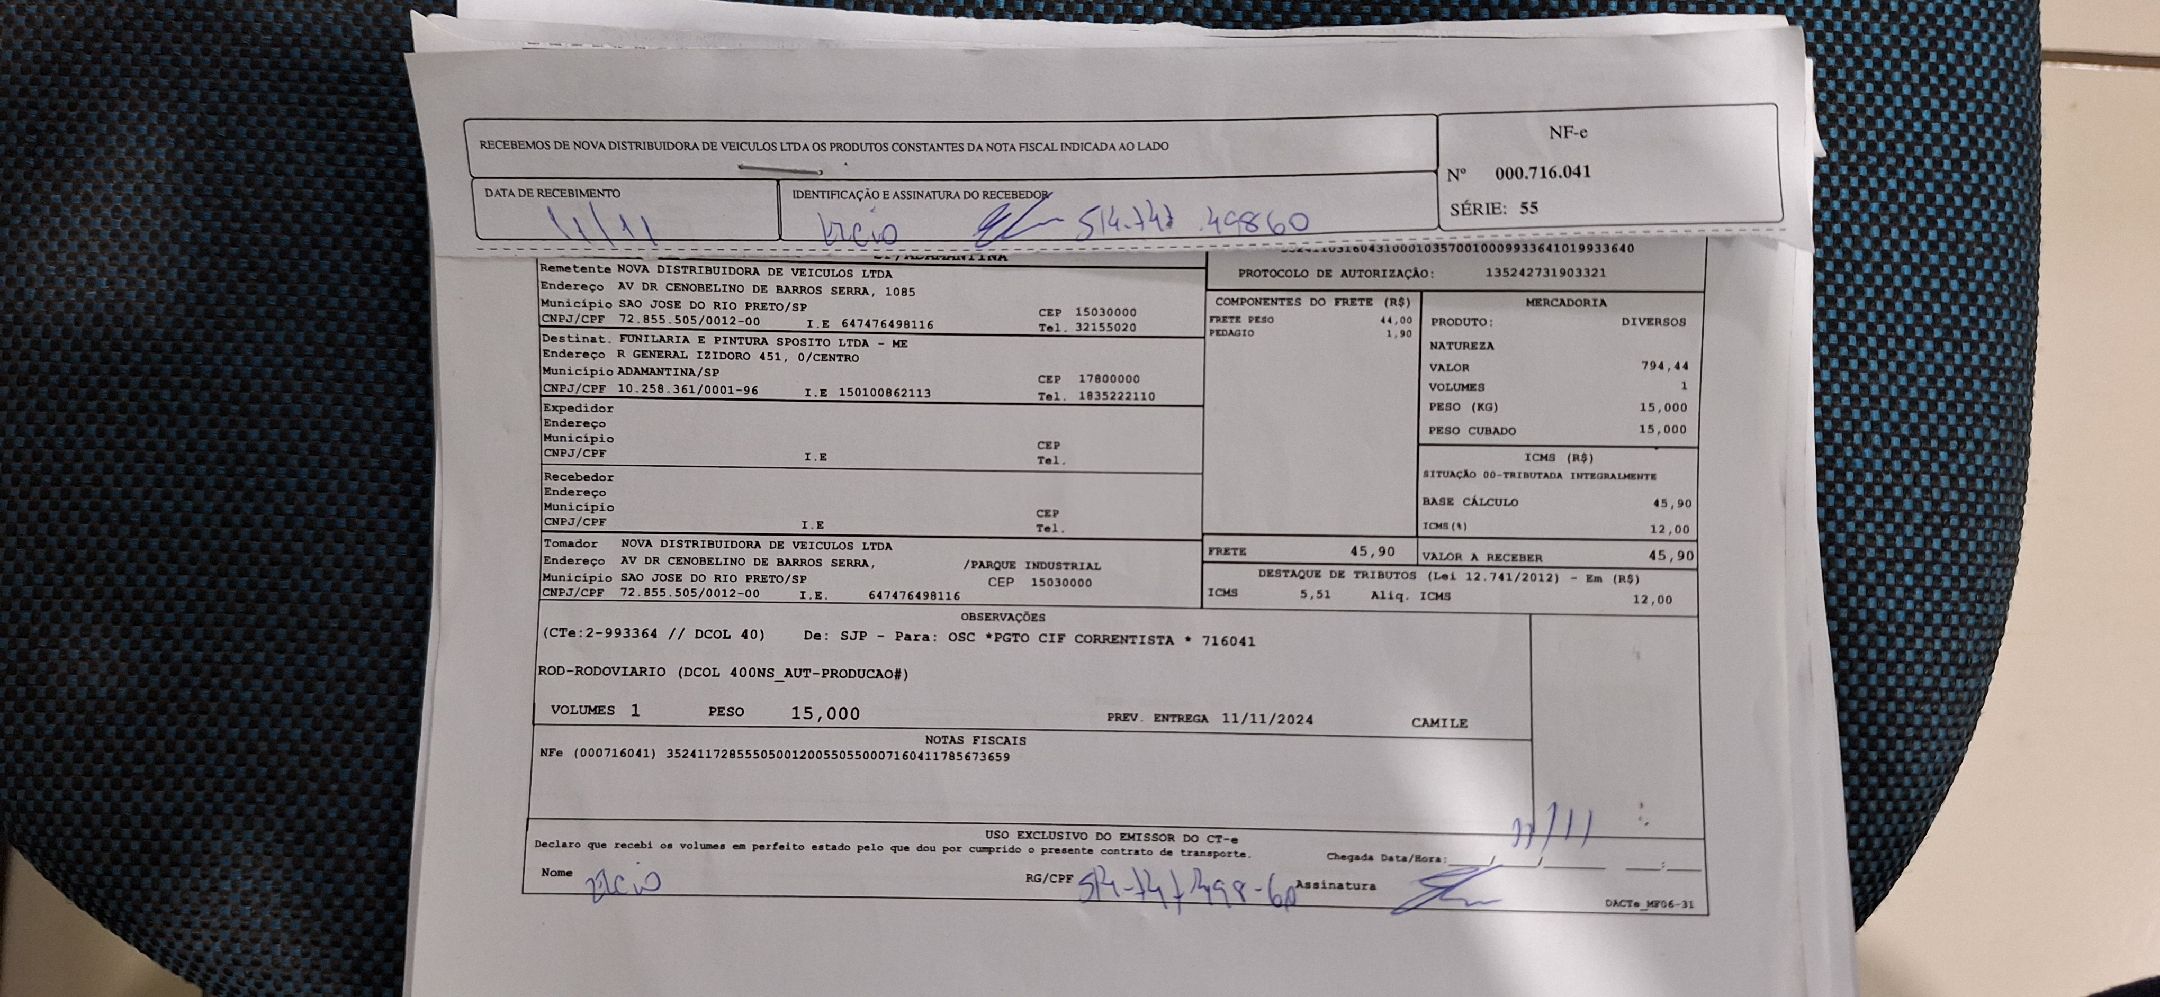 RECEBEMOS DE NOVA DISTRIBUIDORA DE VEICULOS LTDA OS PRODUTOS CONSTANTES DA NOTA FISCAL INDICADA AO LADO
NF-e
Nº 000.716.041
SÉRIE: 55
DATA DE RECEBIMENTO
11/11
IDENTIFICAÇÃO E ASSINATURA DO RECEBEDOR
PROTOCOLO DE AUTORIZAÇÃO: 135242731903321
Remetente NOVA DISTRIBUIDORA DE VEICULOS LTDA
Endereço AV DR CENOBELINO DE BARROS SERRA, 1085
Município SAO JOSE DO RIO PRETO/SP CEP 15030000
CNPJ/CPF 72.855.505/0012-00 I.E 647476498116 Tel. 32155020
Destinat. FUNILARIA E PINTURA SPOSITO LTDA - ME
Endereço R GENERAL IZIDORO 451, 0/CENTRO
Município ADAMANTINA/SP CEP 17800000
CNPJ/CPF 10.258.361/0001-96 I.E 150100862113 Tel. 1835222110
Expedidor
Endereço
Município CEP
CNPJ/CPF I.E Tel.
Recebedor
Endereço
Município CEP
CNPJ/CPF I.E Tel.
Tomador NOVA DISTRIBUIDORA DE VEICULOS LTDA
Endereço AV DR CENOBELINO DE BARROS SERRA, /PARQUE INDUSTRIAL
Município SAO JOSE DO RIO PRETO/SP CEP 15030000
CNPJ/CPF 72.855.505/0012-00 I.E. 647476498116
COMPONENTES DO FRETE (R$)
FRETE PESO 44,00
PEDAGIO 1,90
MERCADORIA
PRODUTO: DIVERSOS
NATUREZA
VALOR 794,44
VOLUMES 1
PESO (KG) 15,000
PESO CUBADO 15,000
ICMS (R$)
SITUAÇÃO 00-TRIBUTADA INTEGRALMENTE
BASE CÁLCULO 45,90
ICMS(%) 12,00
FRETE 45,90 VALOR A RECEBER 45,90
DESTAQUE DE TRIBUTOS (Lei 12.741/2012) - Em (R$)
ICMS 5,51 Aliq. ICMS 12,00
OBSERVAÇÕES
(CTe:2-993364 // DCOL 40) De: SJP - Para: OSC *PGTO CIF CORRENTISTA * 716041
ROD-RODOVIARIO (DCOL 400NS_AUT-PRODUCAO#)
VOLUMES 1 PESO 15,000 PREV. ENTREGA 11/11/2024 CAMILE
NOTAS FISCAIS
NFe (000716041) 35241172855505001200550550007160411785673659
USO EXCLUSIVO DO EMISSOR DO CT-e
Declaro que recebi os volumes em perfeito estado pelo que dou por cumprido o presente contrato de transporte.
Chegada Data/Hora: 11/11
Nome
RG/CPF
Assinatura
DACTe_MF06-31